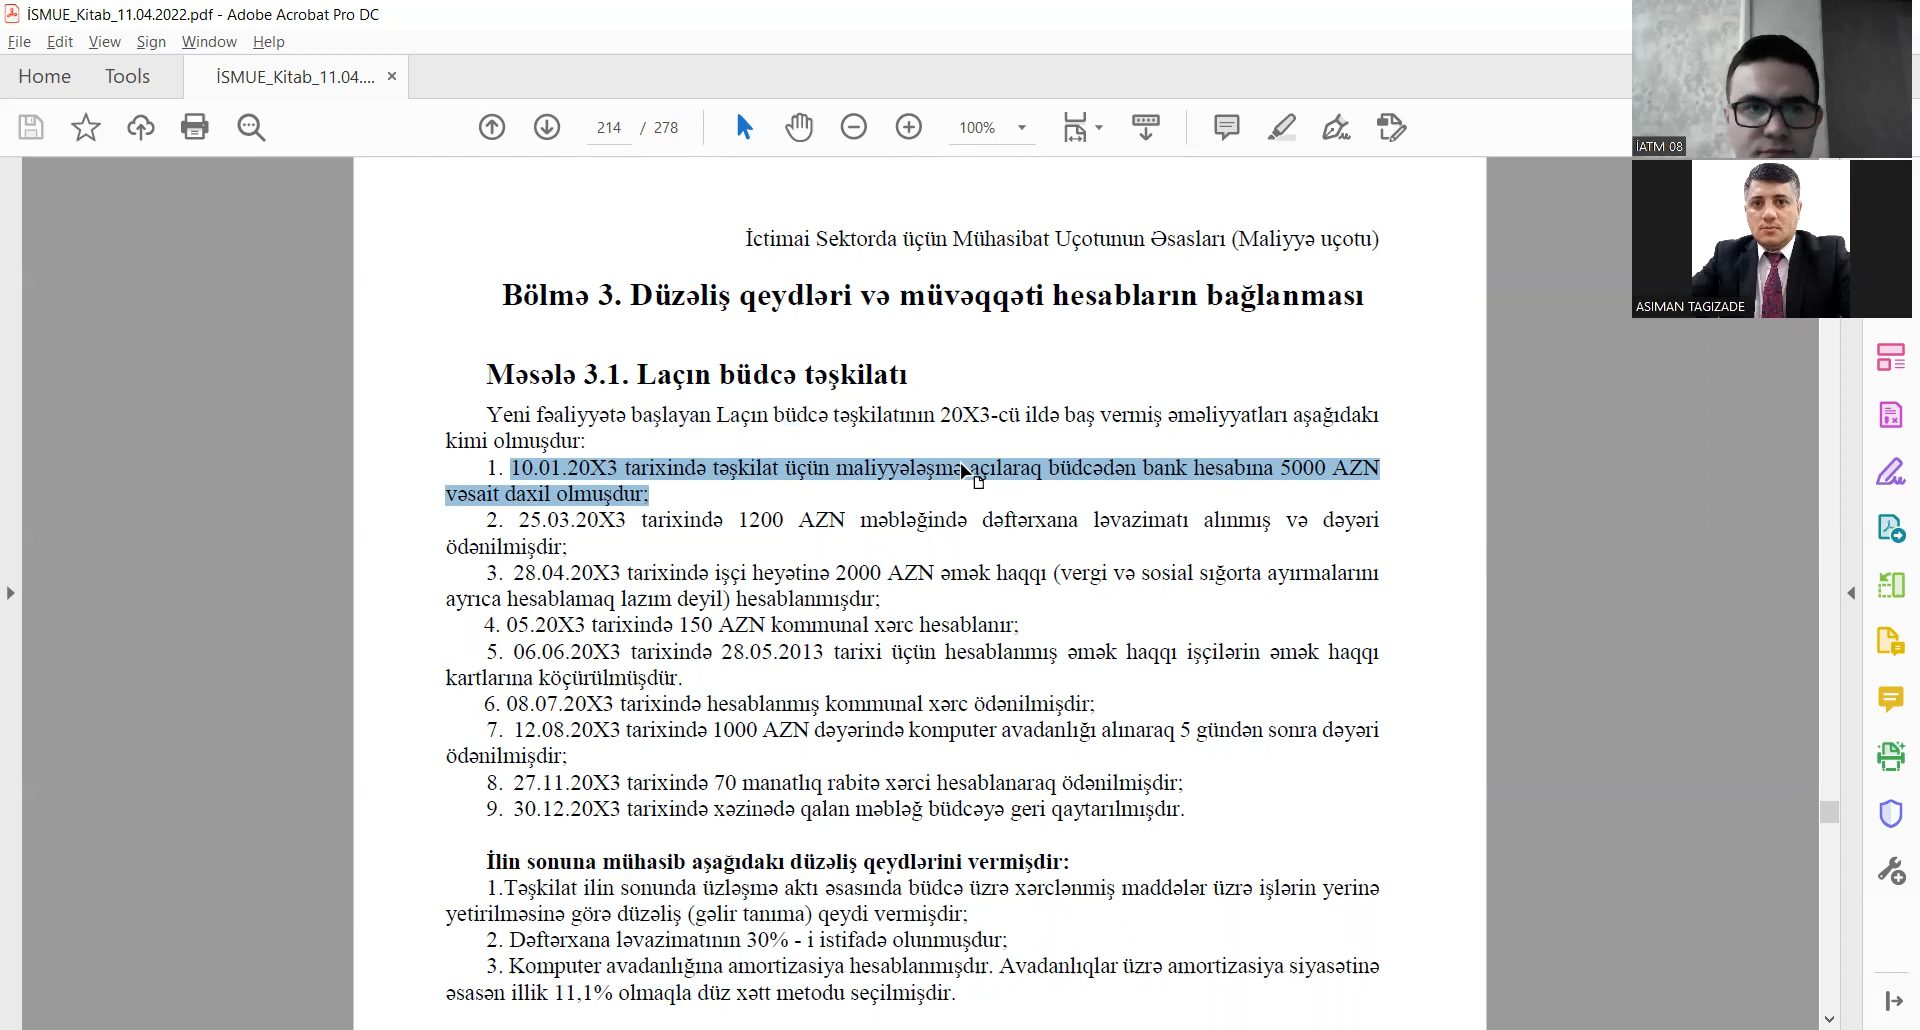 İSMUE_Kitab_11.04.2022.pdf - Adobe Acrobat Pro DC
File Edit View Sign Window Help
Home Tools İSMUE_Kitab_11.04.... ×
214 / 278 100%
İATM 08
ASIMAN TAGIZADE
İctimai Sektorda üçün Mühasibat Uçotunun Əsasları (Maliyyə uçotu)
Bölmə 3. Düzəliş qeydləri və müvəqqəti hesabların bağlanması
Məsələ 3.1. Laçın büdcə təşkilatı
Yeni fəaliyyətə başlayan Laçın büdcə təşkilatının 20X3-cü ildə baş vermiş əməliyyatları aşağıdakı
kimi olmuşdur:
1. 10.01.20X3 tarixində təşkilat üçün maliyyələşmə açılaraq büdcədən bank hesabına 5000 AZN
vəsait daxil olmuşdur;
2. 25.03.20X3 tarixində 1200 AZN məbləğində dəftərxana ləvazimatı alınmış və dəyəri
ödənilmişdir;
3. 28.04.20X3 tarixində işçi heyətinə 2000 AZN əmək haqqı (vergi və sosial sığorta ayırmalarını
ayrıca hesablamaq lazım deyil) hesablanmışdır;
4. 05.20X3 tarixində 150 AZN kommunal xərc hesablanır;
5. 06.06.20X3 tarixində 28.05.2013 tarixi üçün hesablanmış əmək haqqı işçilərin əmək haqqı
kartlarına köçürülmüşdür.
6. 08.07.20X3 tarixində hesablanmış kommunal xərc ödənilmişdir;
7. 12.08.20X3 tarixində 1000 AZN dəyərində komputer avadanlığı alınaraq 5 gündən sonra dəyəri
ödənilmişdir;
8. 27.11.20X3 tarixində 70 manatlıq rabitə xərci hesablanaraq ödənilmişdir;
9. 30.12.20X3 tarixində xəzinədə qalan məbləğ büdcəyə geri qaytarılmışdır.
İlin sonuna mühasib aşağıdakı düzəliş qeydlərini vermişdir:
1.Təşkilat ilin sonunda üzləşmə aktı əsasında büdcə üzrə xərclənmiş maddələr üzrə işlərin yerinə
yetirilməsinə görə düzəliş (gəlir tanıma) qeydi vermişdir;
2. Dəftərxana ləvazimatının 30% - i istifadə olunmuşdur;
3. Komputer avadanlığına amortizasiya hesablanmışdır. Avadanlıqlar üzrə amortizasiya siyasətinə
əsasən illik 11,1% olmaqla düz xətt metodu seçilmişdir.